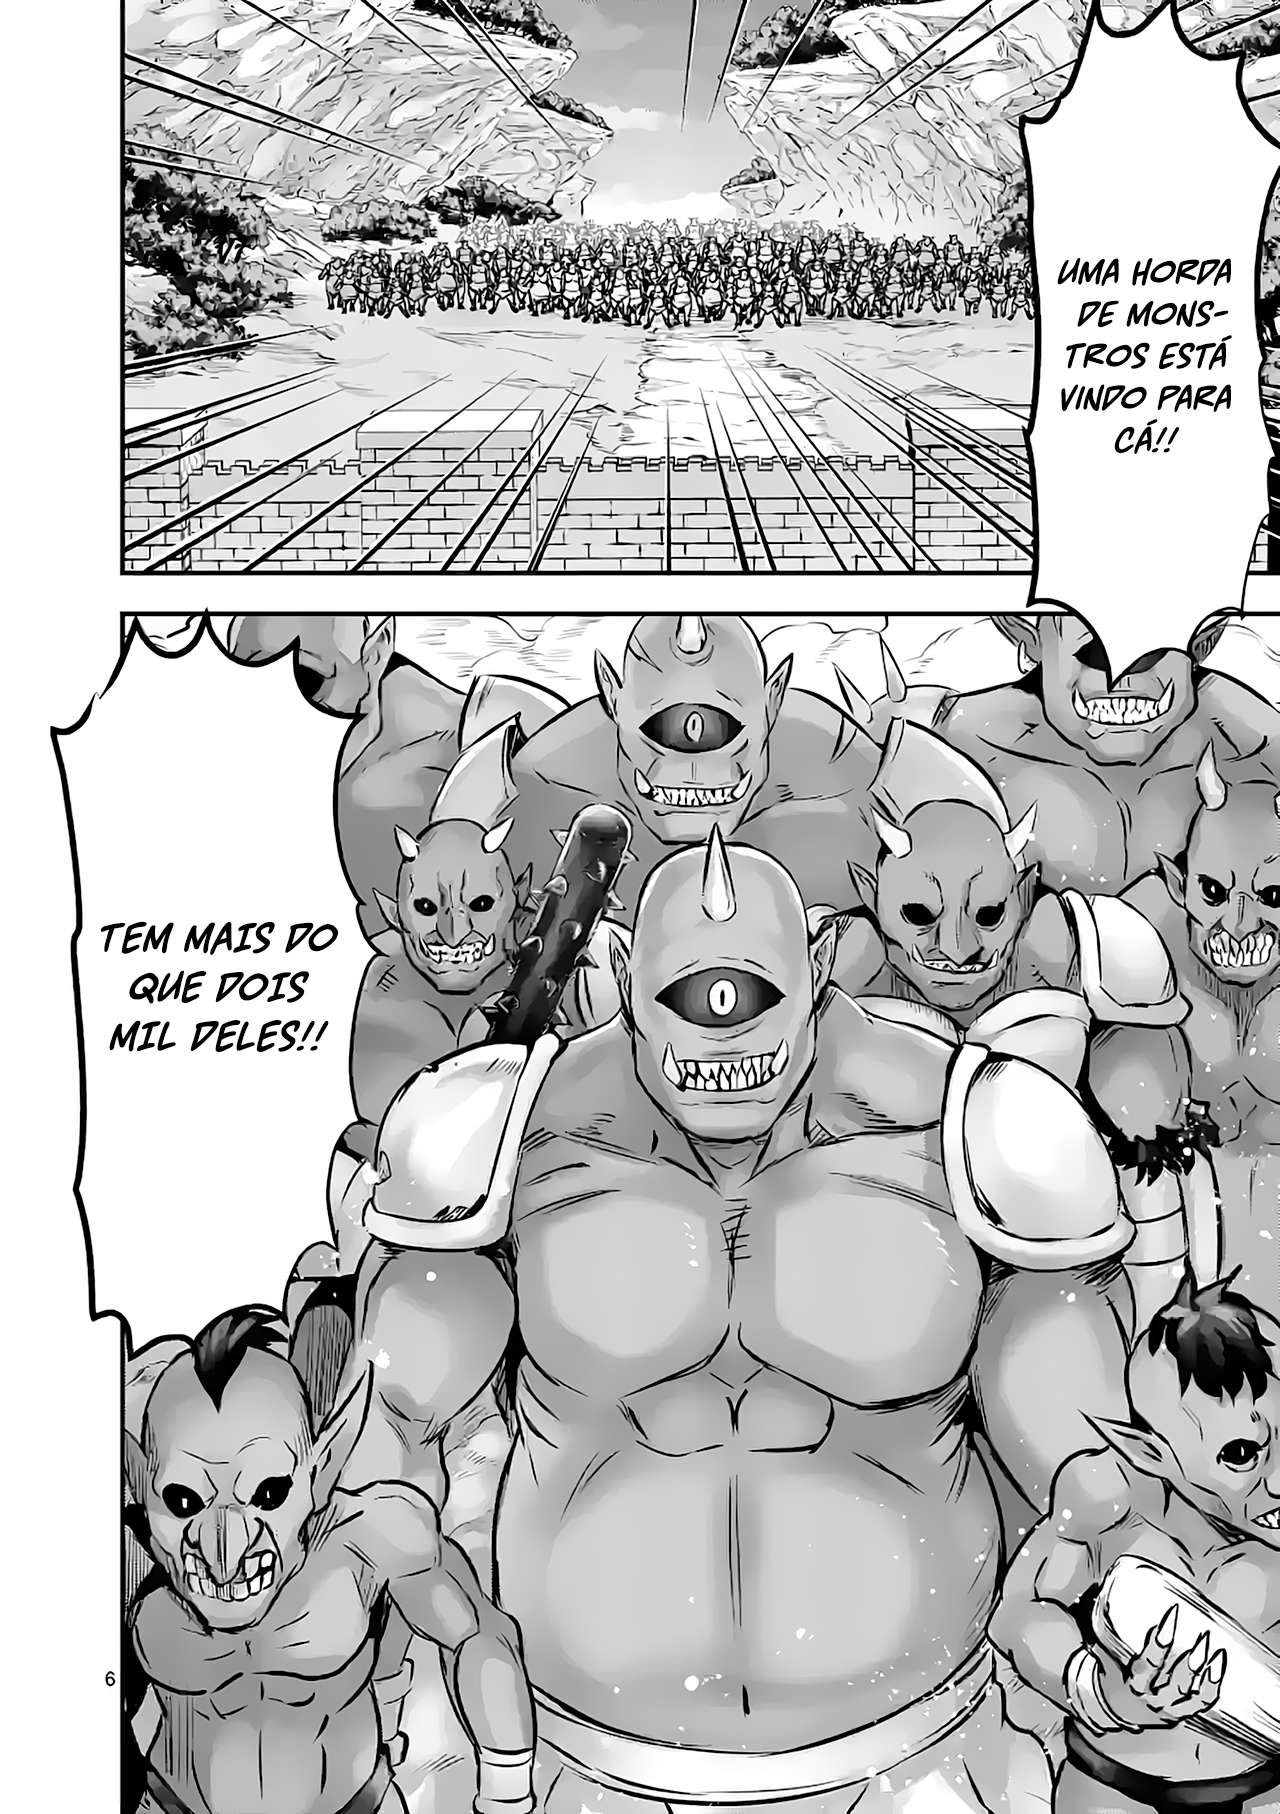 UMA HORDA
DE MONS-
TROS ESTÁ
VINDO PARA
CÁ!!
TEM MAIS DO
QUE DOIS
MIL DELES!!
6